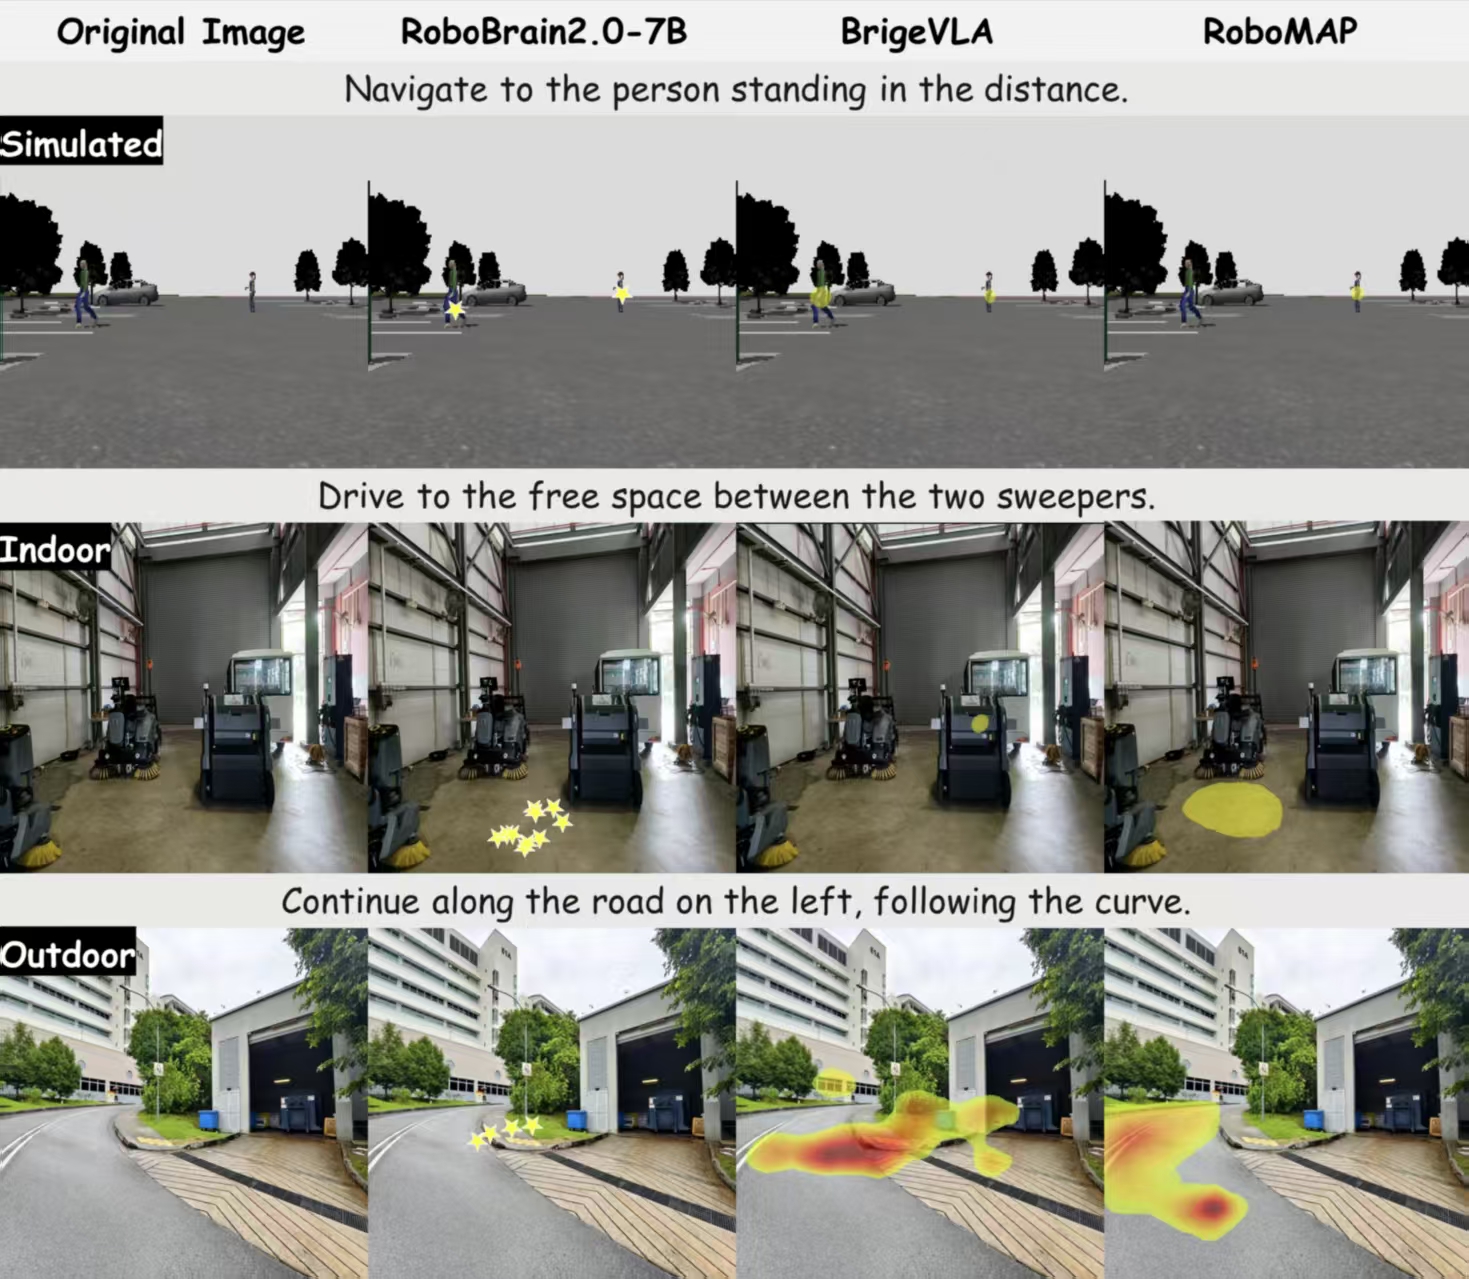 Original Image RoboBrain2.0-7B BrigeVLA RoboMAP
Navigate to the person standing in the distance.
Simulated
Drive to the free space between the two sweepers.
Indoor
Continue along the road on the left, following the curve.
Outdoor